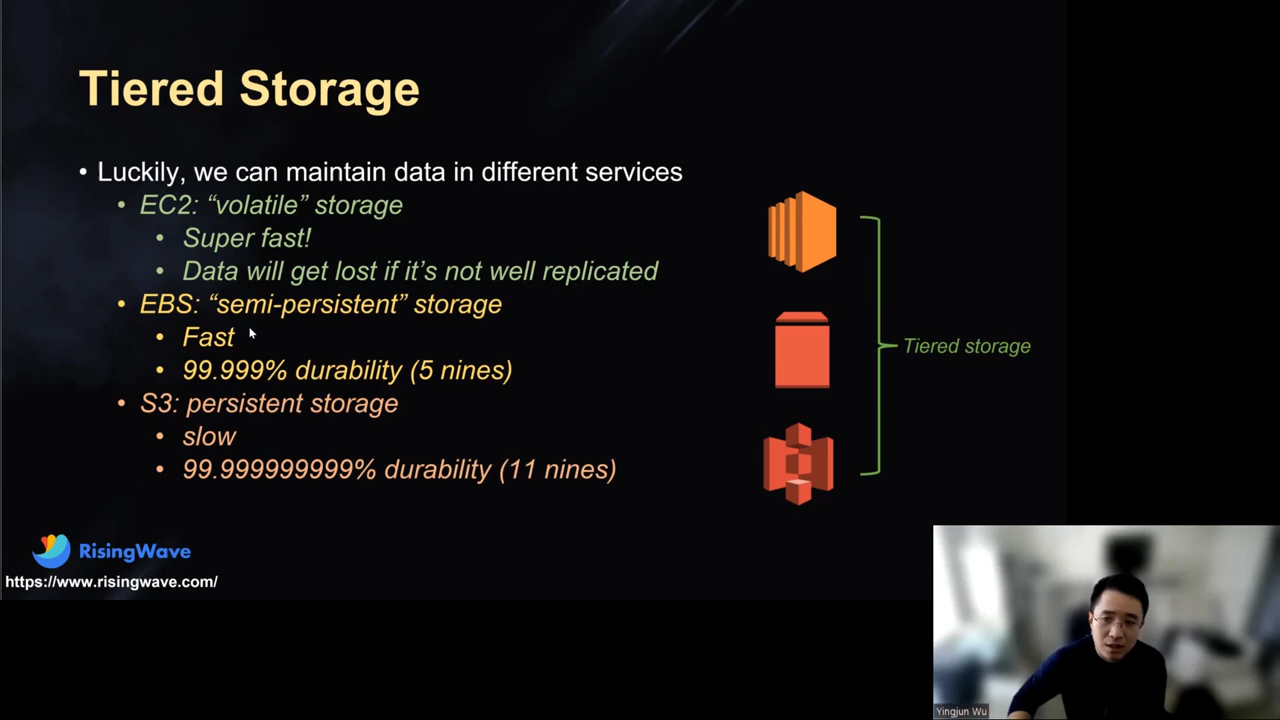 Tiered Storage
• Luckily, we can maintain data in different services
• EC2: “volatile” storage
• Super fast!
• Data will get lost if it’s not well replicated
• EBS: “semi-persistent” storage
• Fast
• 99.999% durability (5 nines)
• S3: persistent storage
• slow
• 99.999999999% durability (11 nines)
Tiered storage
RisingWave
https://www.risingwave.com/
Yingjun Wu